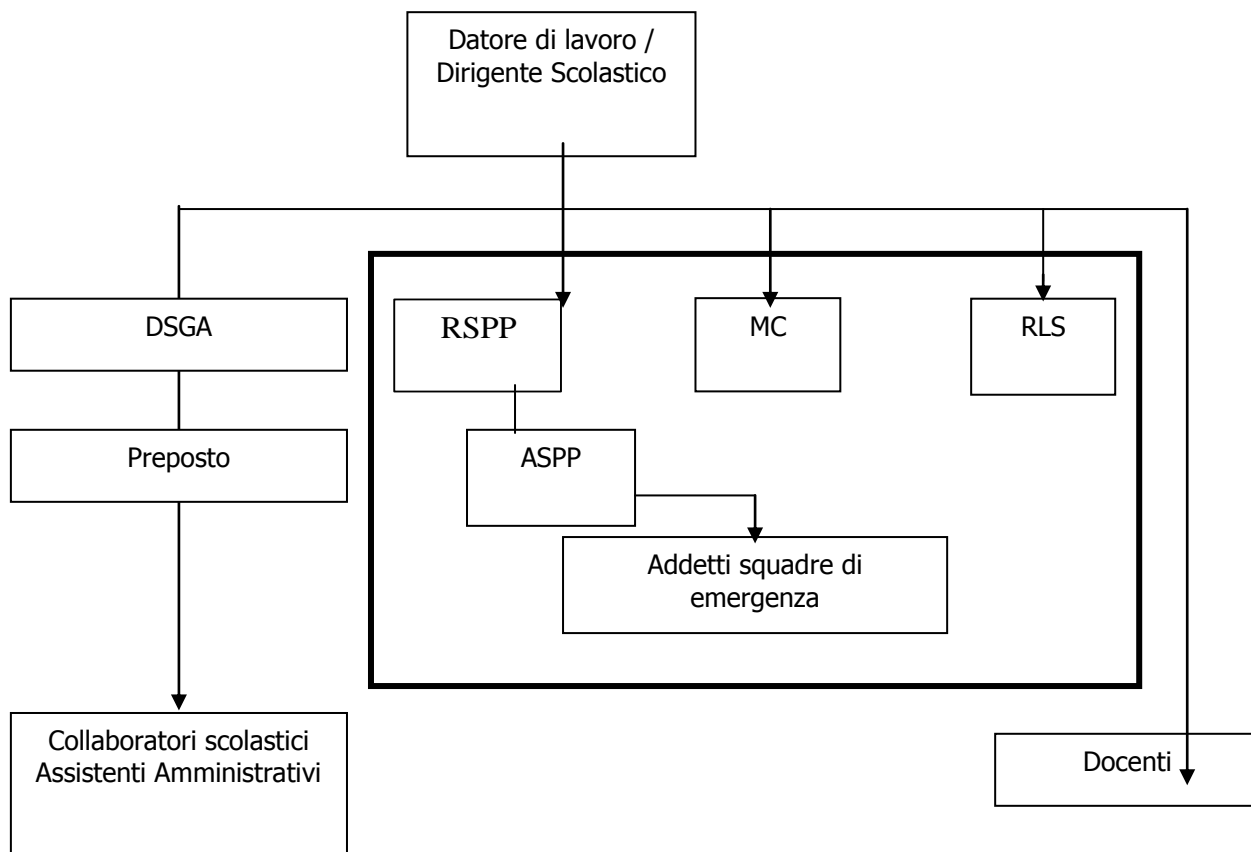 Datore di lavoro /
Dirigente Scolastico
DSGA
RSPP
MC
RLS
Preposto
ASPP
Addetti squadre di
emergenza
Collaboratori scolastici
Assistenti Amministrativi
Docenti